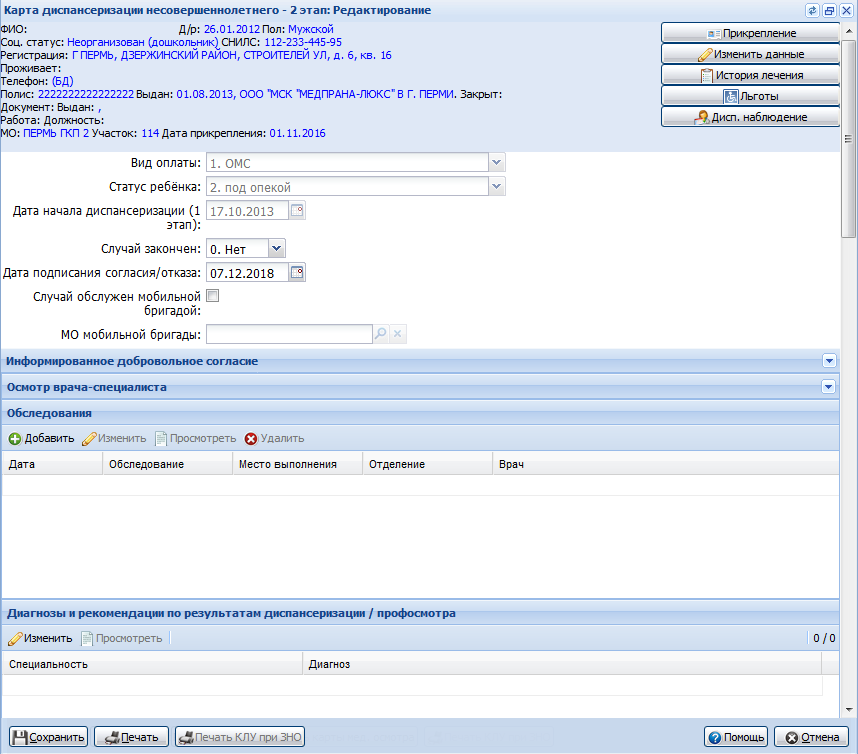 Карта диспансеризации несовершеннолетнего - 2 этап: Редактирование
ФИО: Д/р: 26.01.2012 Пол: Мужской
Соц. статус: Неорганизован (дошкольник) СНИЛС: 112-233-445-95
Регистрация: Г ПЕРМЬ, ДЗЕРЖИНСКИЙ РАЙОН, СТРОИТЕЛЕЙ УЛ, д. 6, кв. 16
Проживает:
Телефон: (БД)
Полис: 2222222222222222 Выдан: 01.08.2013, ООО "МСК "МЕДПРАНА-ЛЮКС" В Г. ПЕРМИ. Закрыт:
Документ: Выдан: ,
Работа: Должность:
МО: ПЕРМЬ ГКП 2 Участок: 114 Дата прикрепления: 01.11.2016
Прикрепление
Изменить данные
История лечения
Льготы
Дисп. наблюдение
Вид оплаты: 1. ОМС
Статус ребёнка: 2. под опекой
Дата начала диспансеризации (1 этап): 17.10.2013
Случай закончен: 0. Нет
Дата подписания согласия/отказа: 07.12.2018
Случай обслужен мобильной
бригадой:
МО мобильной бригады:
Информированное добровольное согласие
Осмотр врача-специалиста
Обследования
Добавить Изменить Просмотреть Удалить
Дата Обследование Место выполнения Отделение Врач
Диагнозы и рекомендации по результатам диспансеризации / профосмотра
Изменить Просмотреть 0 / 0
Специальность Диагноз
Сохранить Печать Печать КЛУ при ЗНО Помощь Отмена